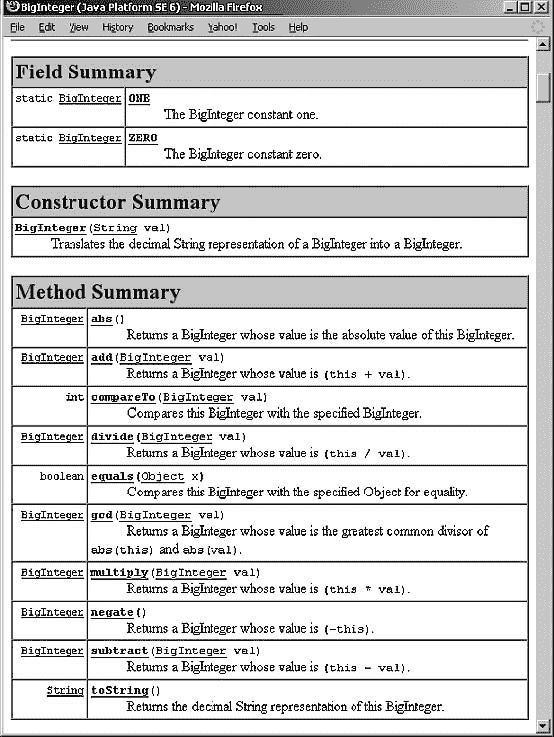 BigInteger (Java Platform SE 6) - Mozilla Firefox
File Edit View History Bookmarks Yahoo! Tools Help
Field Summary
static BigInteger ONE
The BigInteger constant one.
static BigInteger ZERO
The BigInteger constant zero.
Constructor Summary
BigInteger(String val)
Translates the decimal String representation of a BigInteger into a BigInteger.
Method Summary
BigInteger abs()
Returns a BigInteger whose value is the absolute value of this BigInteger.
BigInteger add(BigInteger val)
Returns a BigInteger whose value is (this + val).
int compareTo(BigInteger val)
Compares this BigInteger with the specified BigInteger.
BigInteger divide(BigInteger val)
Returns a BigInteger whose value is (this / val).
boolean equals(Object x)
Compares this BigInteger with the specified Object for equality.
BigInteger gcd(BigInteger val)
Returns a BigInteger whose value is the greatest common divisor of
abs(this) and abs(val).
BigInteger multiply(BigInteger val)
Returns a BigInteger whose value is (this * val).
BigInteger negate()
Returns a BigInteger whose value is (-this).
BigInteger subtract(BigInteger val)
Returns a BigInteger whose value is (this - val).
String toString()
Returns the decimal String representation of this BigInteger.